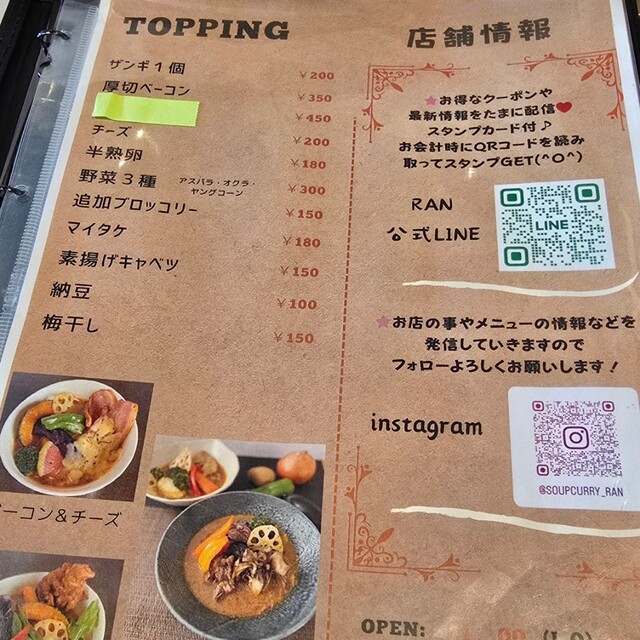 TOPPING
ザンギ1個 ¥200
厚切ベーコン ¥350
¥450
チーズ ¥200
半熟卵 ¥180
野菜3種 アスパラ・オクラ・ヤングコーン ¥300
追加ブロッコリー ¥150
マイタケ ¥180
素揚げキャベツ ¥150
納豆 ¥100
梅干し ¥150
ーコン&チーズ
店舗情報
★お得なクーポンや
最新情報をたまに配信♥
スタンプカード付♪
お会計時にQRコードを読み
取ってスタンプGET(^O^)
RAN
公式LINE
LINE
★お店の事やメニューの情報などを
発信していきますので
フォローよろしくお願いします!
instagram
@SOUPCURRY_RAN
OPEN: